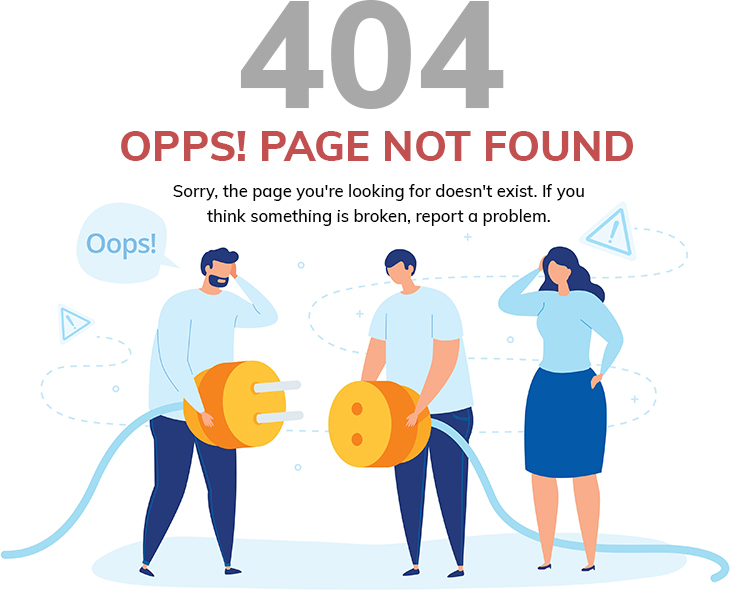 404
OPPS! PAGE NOT FOUND
Sorry, the page you're looking for doesn't exist. If you
think something is broken, report a problem.
Oops!